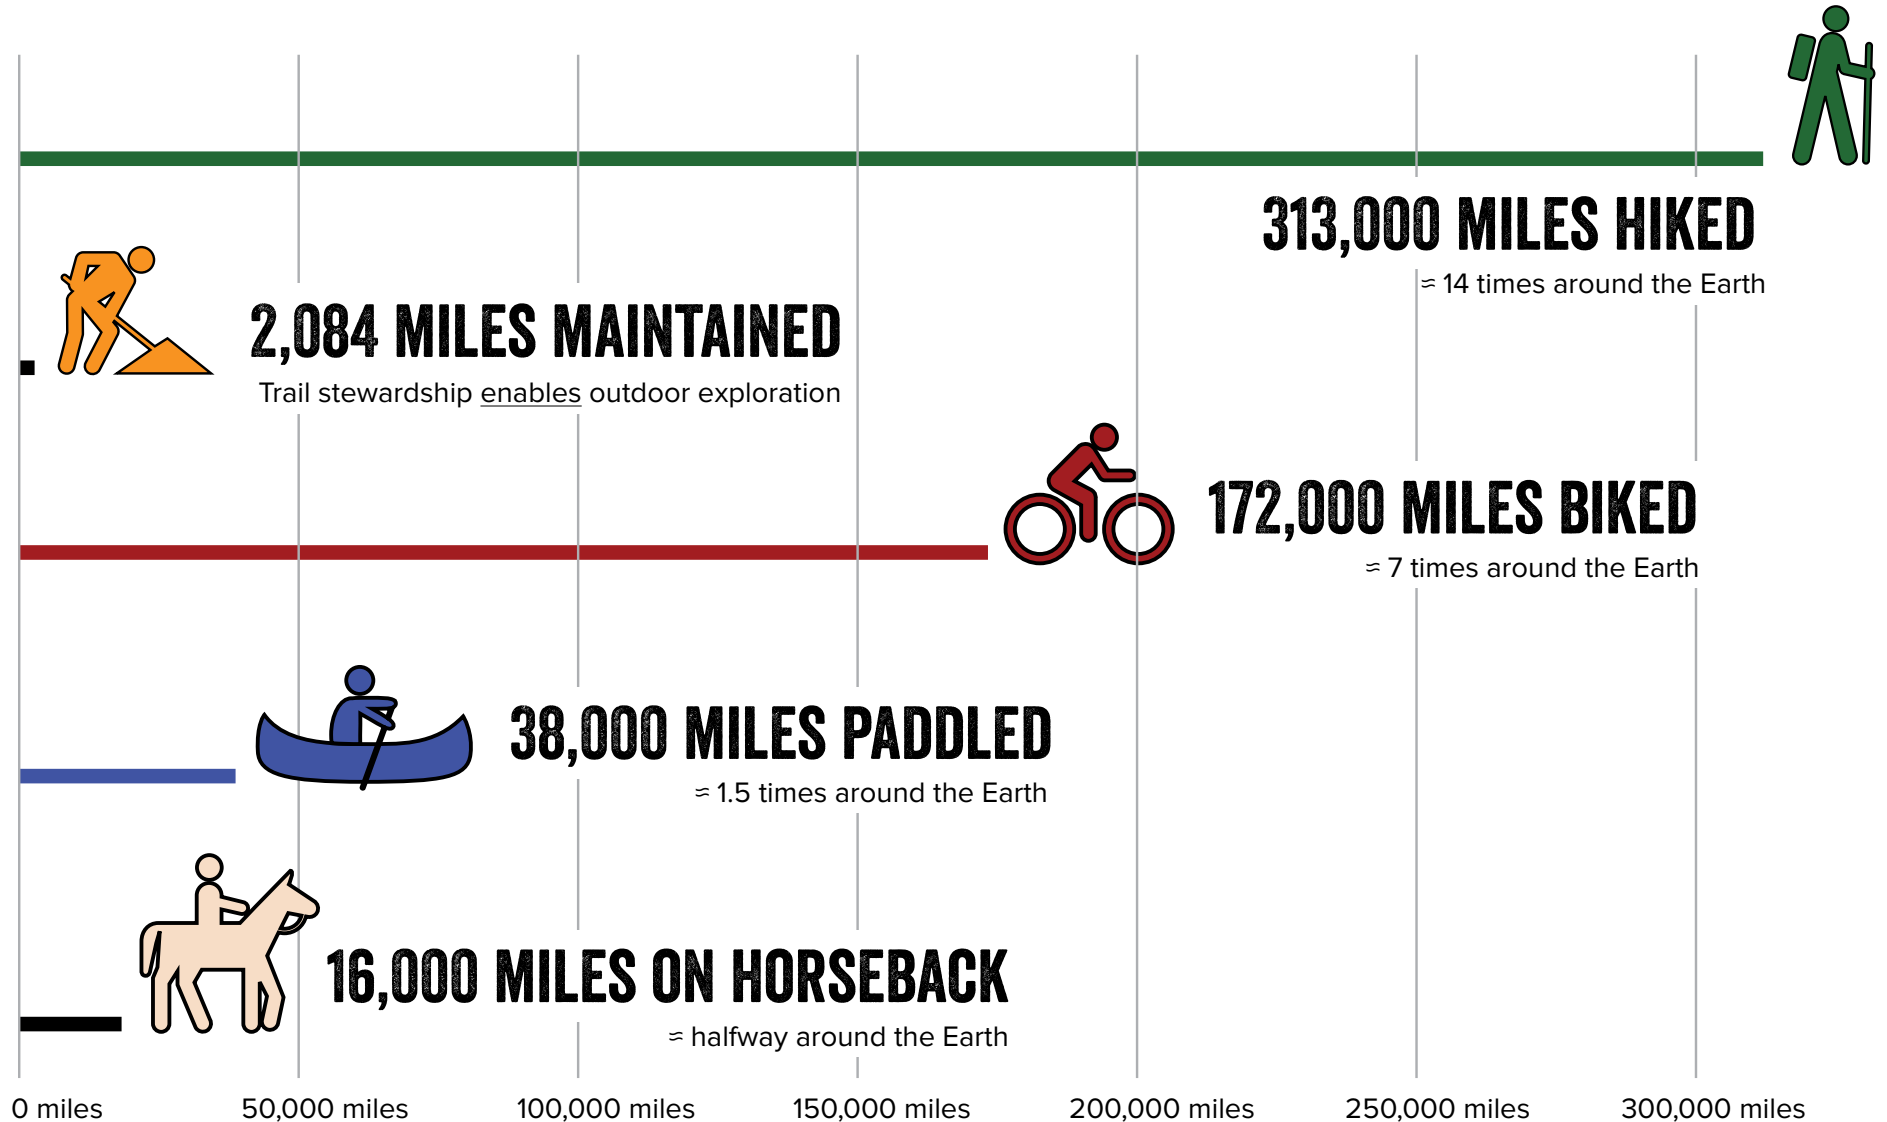 313,000 MILES HIKED
≈ 14 times around the Earth
2,084 MILES MAINTAINED
Trail stewardship enables outdoor exploration
172,000 MILES BIKED
≈ 7 times around the Earth
38,000 MILES PADDLED
≈ 1.5 times around the Earth
16,000 MILES ON HORSEBACK
≈ halfway around the Earth
0 miles 50,000 miles 100,000 miles 150,000 miles 200,000 miles 250,000 miles 300,000 miles